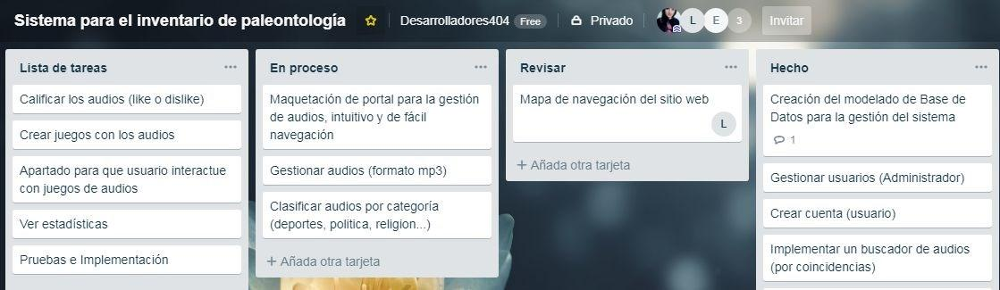 Sistema para el inventario de paleontología
Desarrolladores404 Free
Privado
L E 3
Invitar
Lista de tareas
Calificar los audios (like o dislike)
Crear juegos con los audios
Apartado para que usuario interactue
con juegos de audios
Ver estadísticas
Pruebas e Implementación
En proceso
Maquetación de portal para la gestión
de audios, intuitivo y de fácil
navegación
Gestionar audios (formato mp3)
Clasificar audios por categoría
(deportes, politica, religion...)
+ Añada otra tarjeta
Revisar
Mapa de navegación del sitio web
L
+ Añada otra tarjeta
Hecho
Creación del modelado de Base de
Datos para la gestión del sistema
1
Gestionar usuarios (Administrador)
Crear cuenta (usuario)
Implementar un buscador de audios
(por coincidencias)